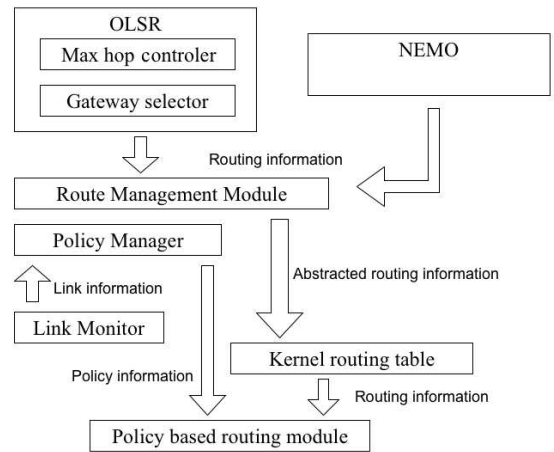 OLSR
Max hop controler
Gateway selector
NEMO
Routing information
Route Management Module
Policy Manager
Abstracted routing information
Link information
Link Monitor
Kernel routing table
Policy information
Routing information
Policy based routing module